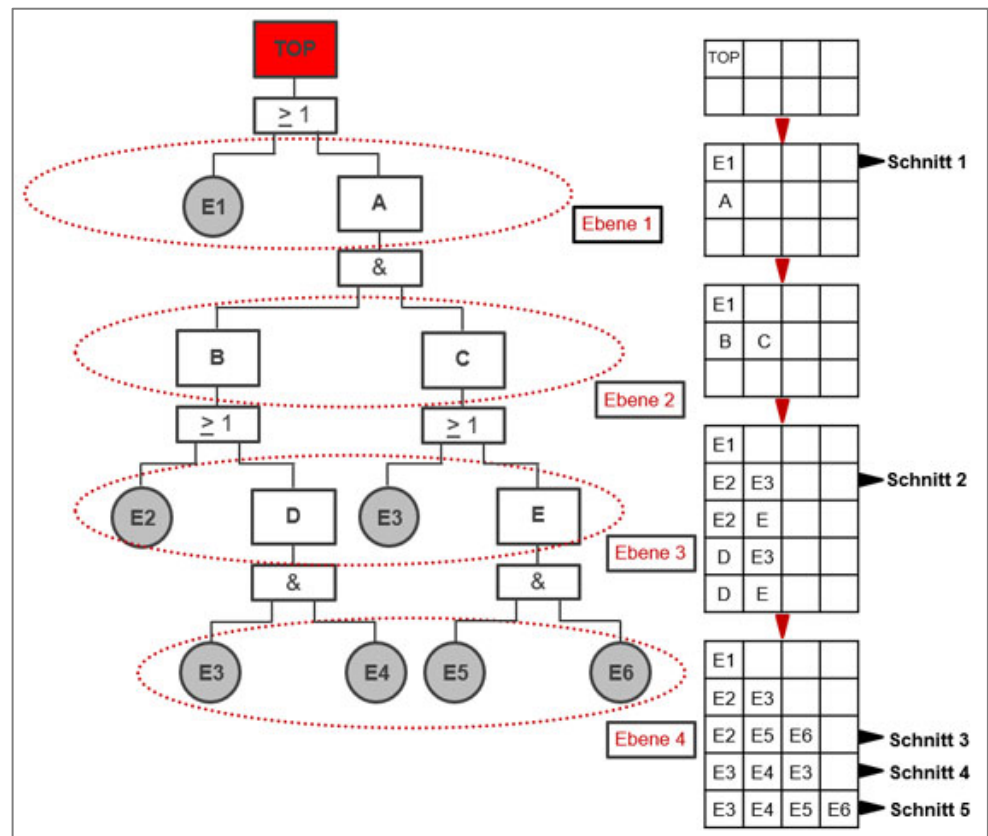 TOP
≥ 1
E1 A
Ebene 1
&
B C
Ebene 2
≥ 1 ≥ 1
E2 D E3 E
Ebene 3
& &
E3 E4 E5 E6
Ebene 4
TOP
E1 Schnitt 1
A
E1
B C
E1
E2 E3 Schnitt 2
E2 E
D E3
D E
E1
E2 E3
E2 E5 E6 Schnitt 3
E3 E4 E3 Schnitt 4
E3 E4 E5 E6 Schnitt 5